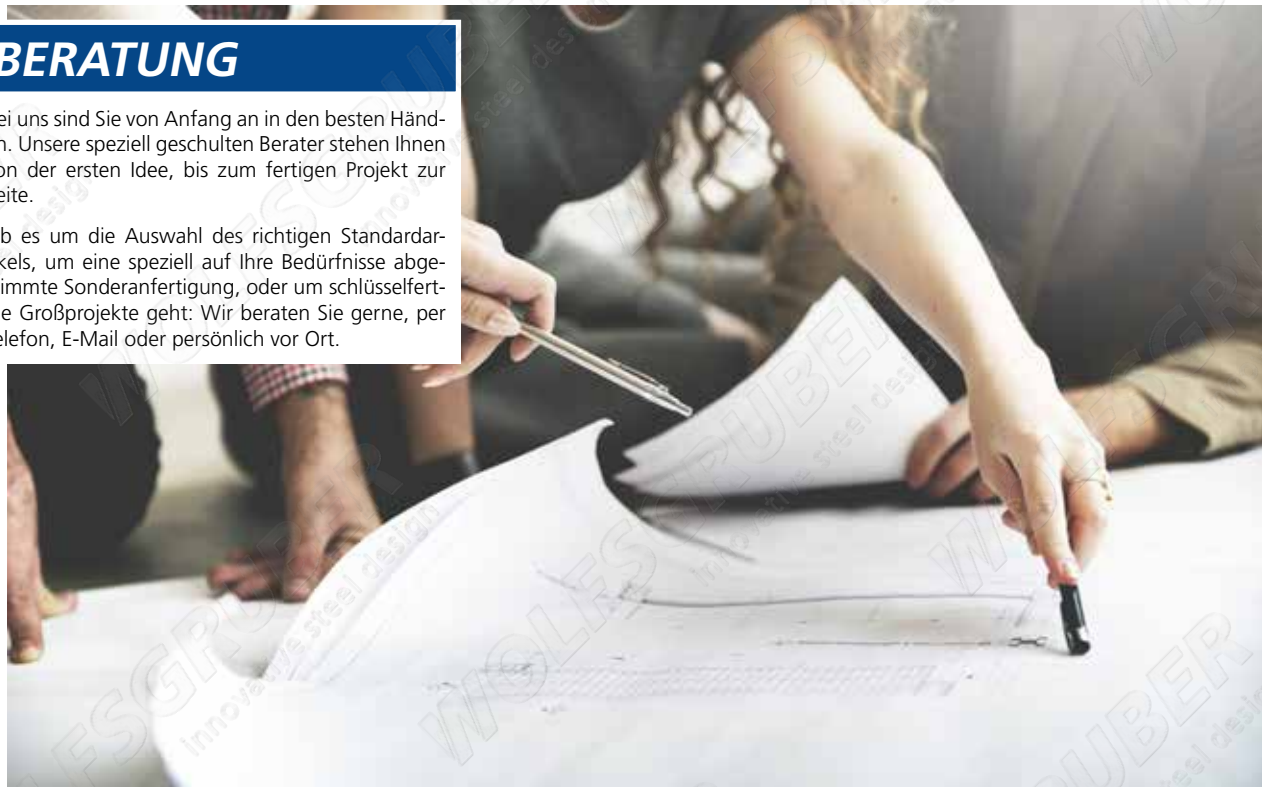 BERATUNG
ei uns sind Sie von Anfang an in den besten Händ-
n. Unsere speziell geschulten Berater stehen Ihnen
on der ersten Idee, bis zum fertigen Projekt zur
eite.
b es um die Auswahl des richtigen Standardar-
kels, um eine speziell auf Ihre Bedürfnisse abge-
immte Sonderanfertigung, oder um schlüsselfert-
e Großprojekte geht: Wir beraten Sie gerne, per
elefon, E-Mail oder persönlich vor Ort.
WOLFSGRUBER
innovative steel design